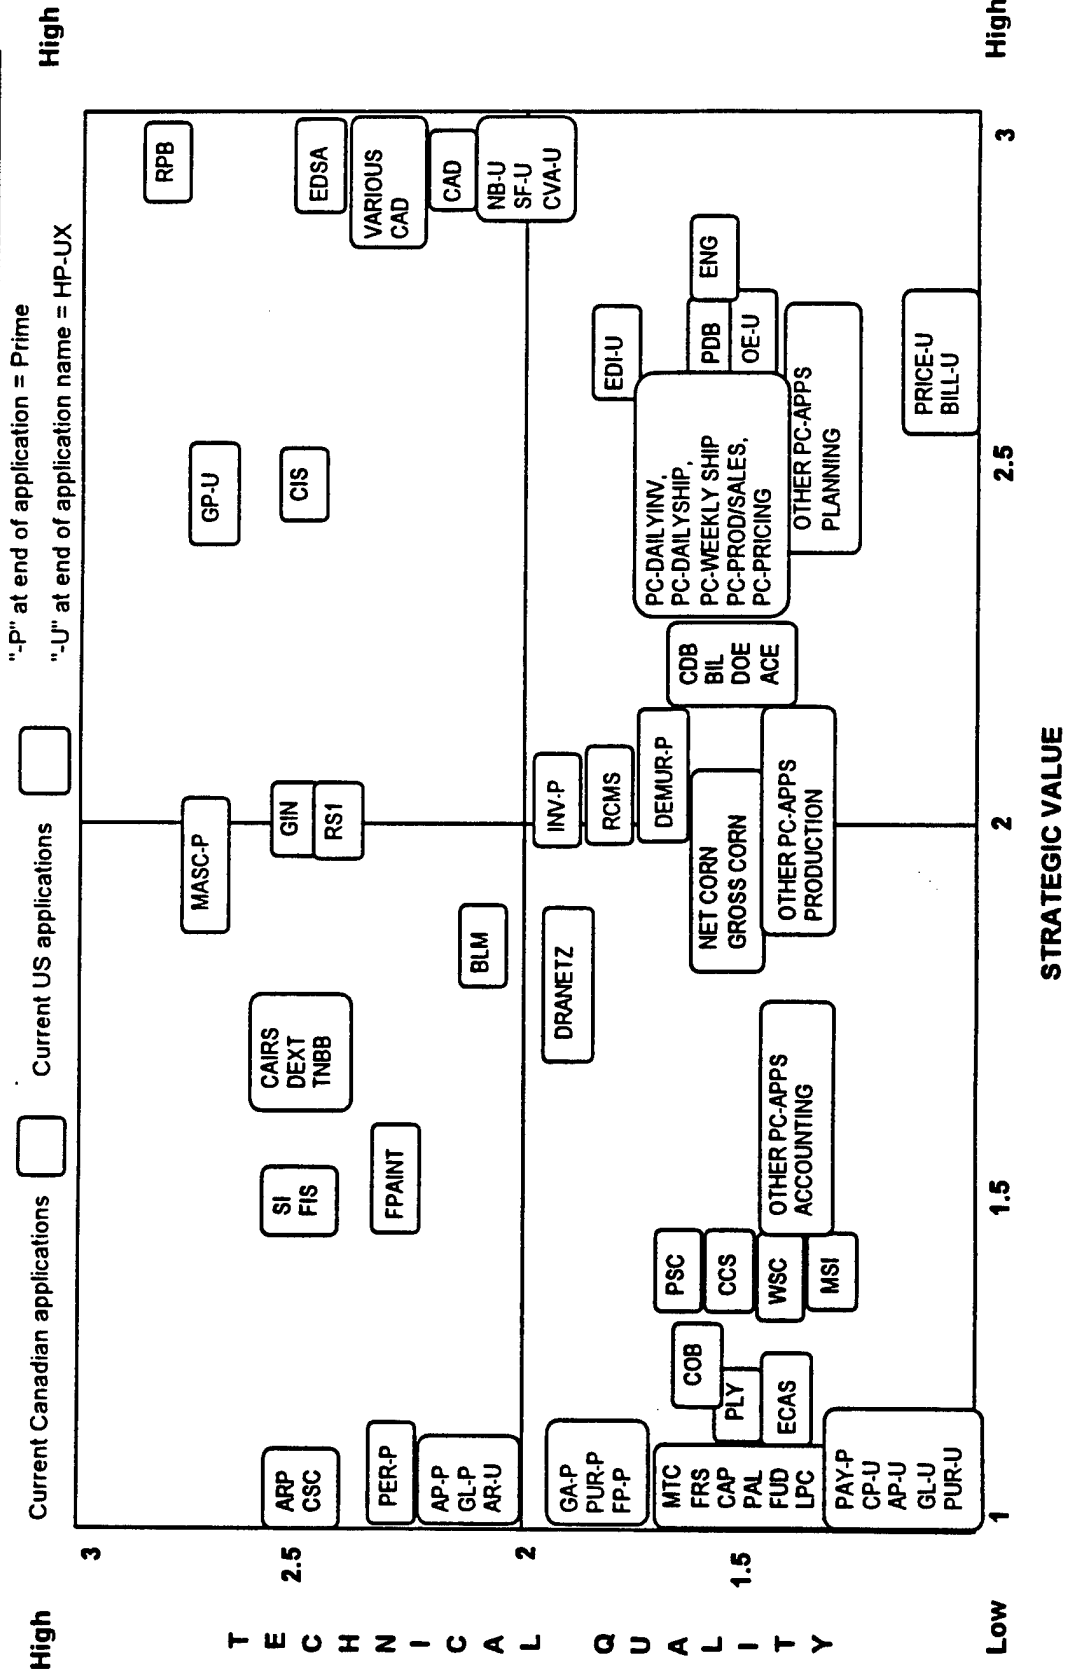 "-P" at end of application = Prime
"-U" at end of application name = HP-UX
Current Canadian applications
Current US applications
High
High
3
2.5
2
1.5
TECHNICAL QUALITY
Low
High
1
1.5
2
2.5
3
STRATEGIC VALUE
RPB
EDSA
VARIOUS
CAD
CAD
NB-U
SF-U
CVA-U
GP-U
CIS
MASC-P
GIN
RS1
BLM
CAIRS
DEXT
TNBB
SI
FIS
FPAINT
ARP
CSC
PER-P
AP-P
GL-P
AR-U
ENG
PDB
OE-U
EDI-U
PC-DAILYINV,
PC-DAILYSHIP,
PC-WEEKLY SHIP
PC-PROD/SALES,
PC-PRICING
OTHER PC-APPS
PLANNING
PRICE-U
BILL-U
CDB
BIL
DOE
ACE
INV-P
RCMS
DEMUR-P
NET CORN
GROSS CORN
OTHER PC-APPS
PRODUCTION
DRANETZ
OTHER PC-APPS
ACCOUNTING
PSC
CCS
WSC
MSI
COB
PLY
ECAS
GA-P
PUR-P
FP-P
MTC
FRS
CAP
PAL
FUD
LPC
PAY-P
CP-U
AP-U
GL-U
PUR-U